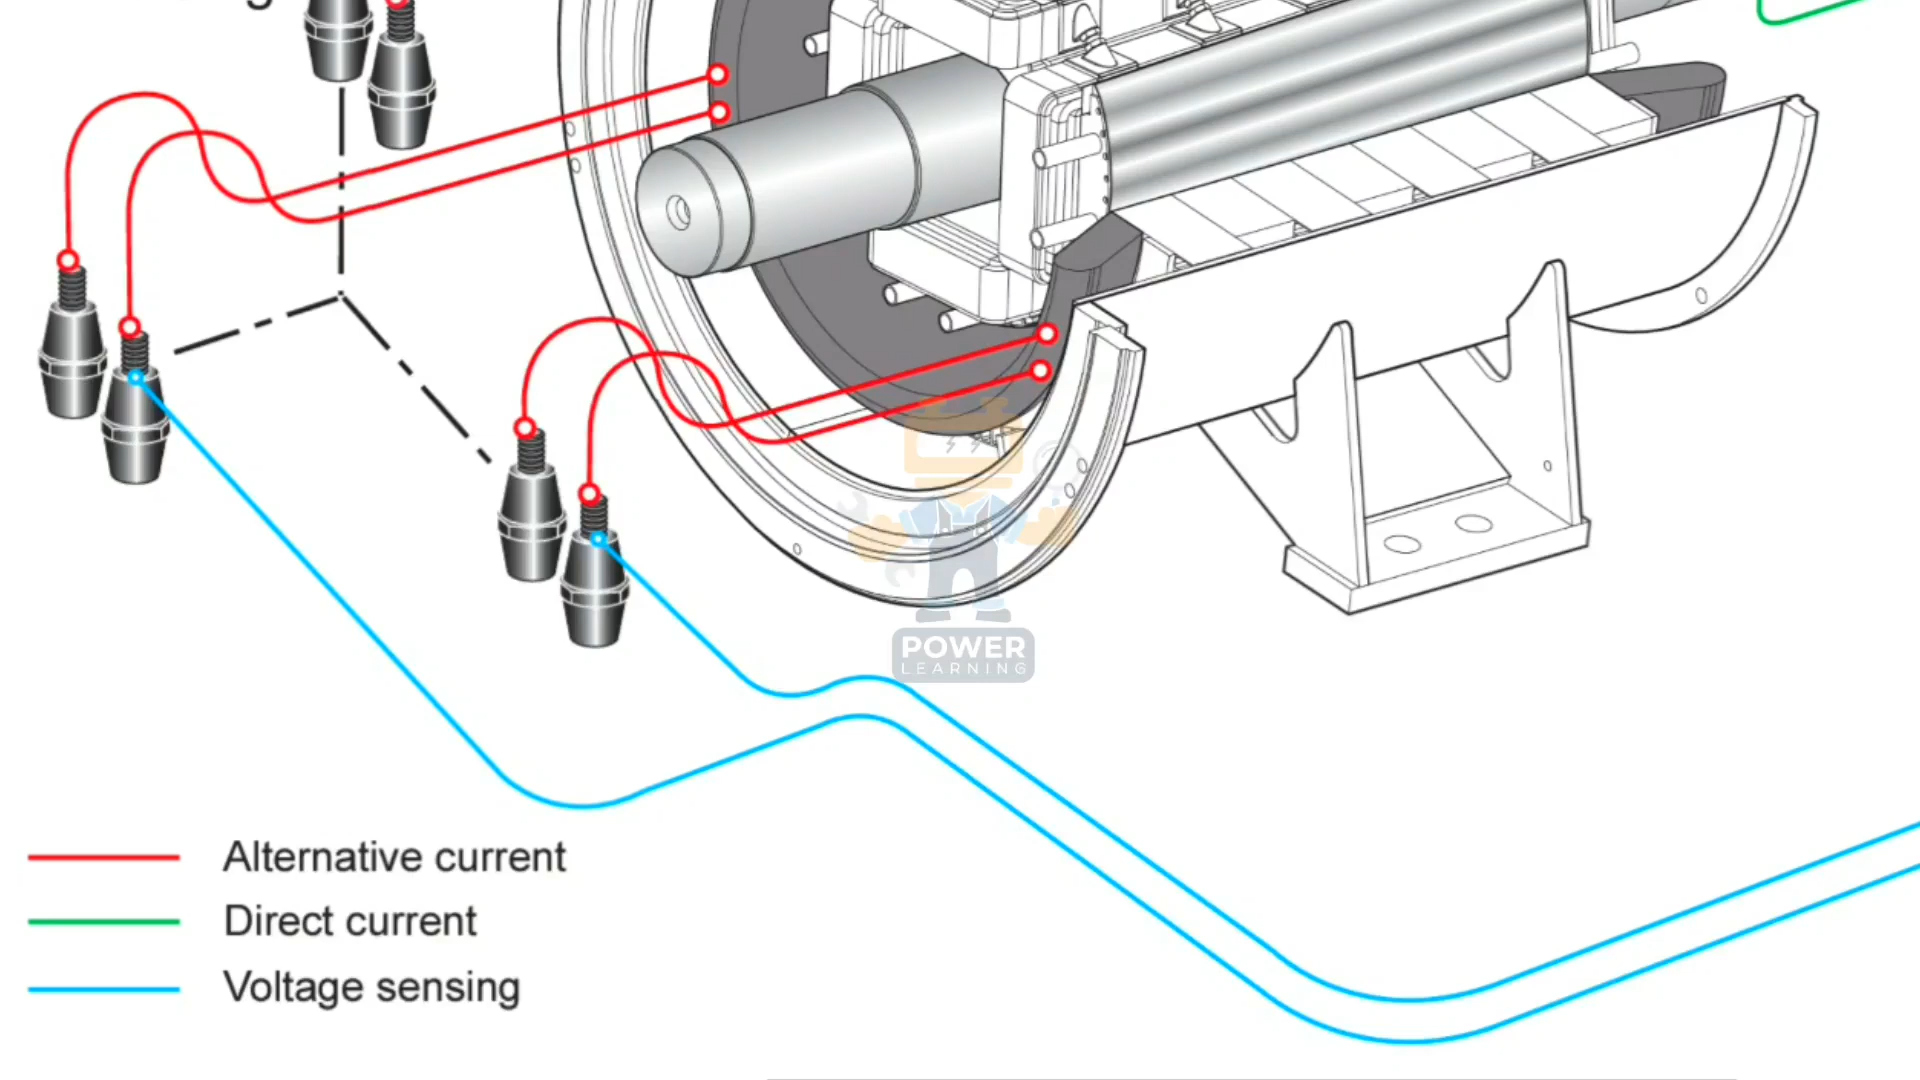 POWER
LEARNING
Alternative current
Direct current
Voltage sensing